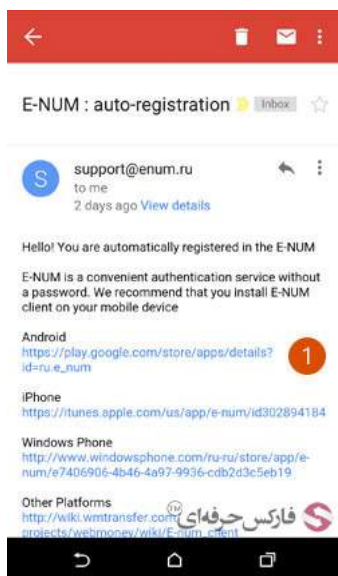 E-NUM : auto-registration Inbox
S
support@enum.ru
to me
2 days ago View details
Hello! You are automatically registered in the E-NUM
E-NUM is a convenient authentication service without
a password. We recommend that you install E-NUM
client on your mobile device
Android
https://play.google.com/store/apps/details?
id=ru.e_num
1
iPhone
https://itunes.apple.com/us/app/e-num/id302894184
Windows Phone
http://www.windowsphone.com/ru-ru/store/app/e-
num/e7406906-4b46-4a97-9936-cdb2d3c5eb19
Other Platforms
http://wiki.wmtransfer.com
projects/webmoney/wiki/E-num_client
فارکس حرفه‌ای TM